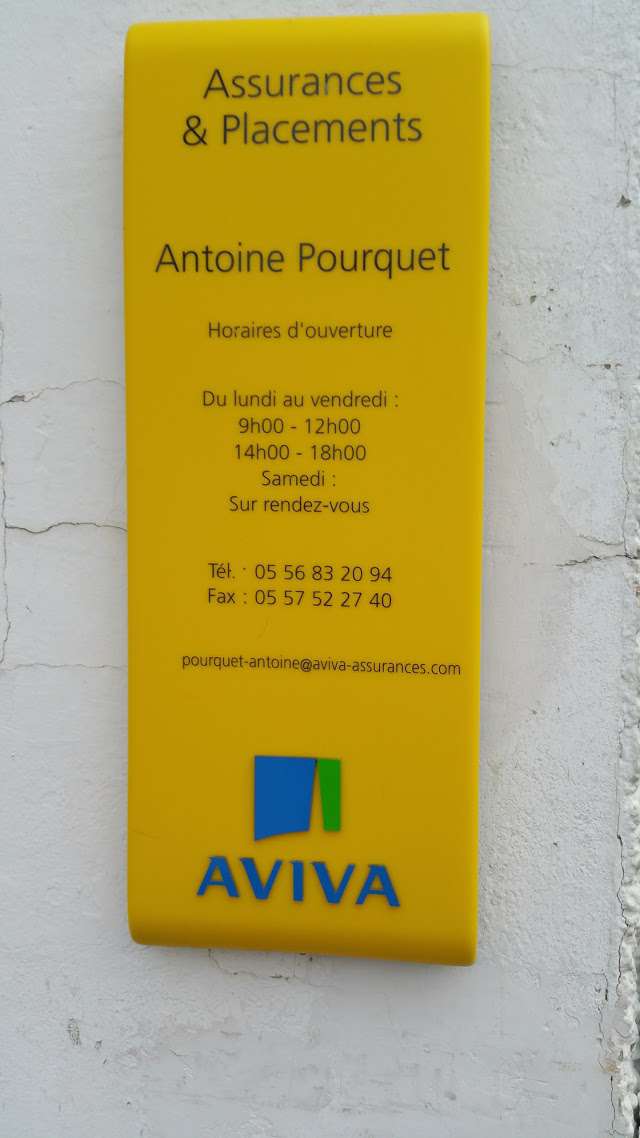 Assurances
& Placements
Antoine Pourquet
Horaires d'ouverture
Du lundi au vendredi :
9h00 - 12h00
14h00 - 18h00
Samedi :
Sur rendez-vous
Tél. : 05 56 83 20 94
Fax : 05 57 52 27 40
pourquet-antoine@aviva-assurances.com
AVIVA